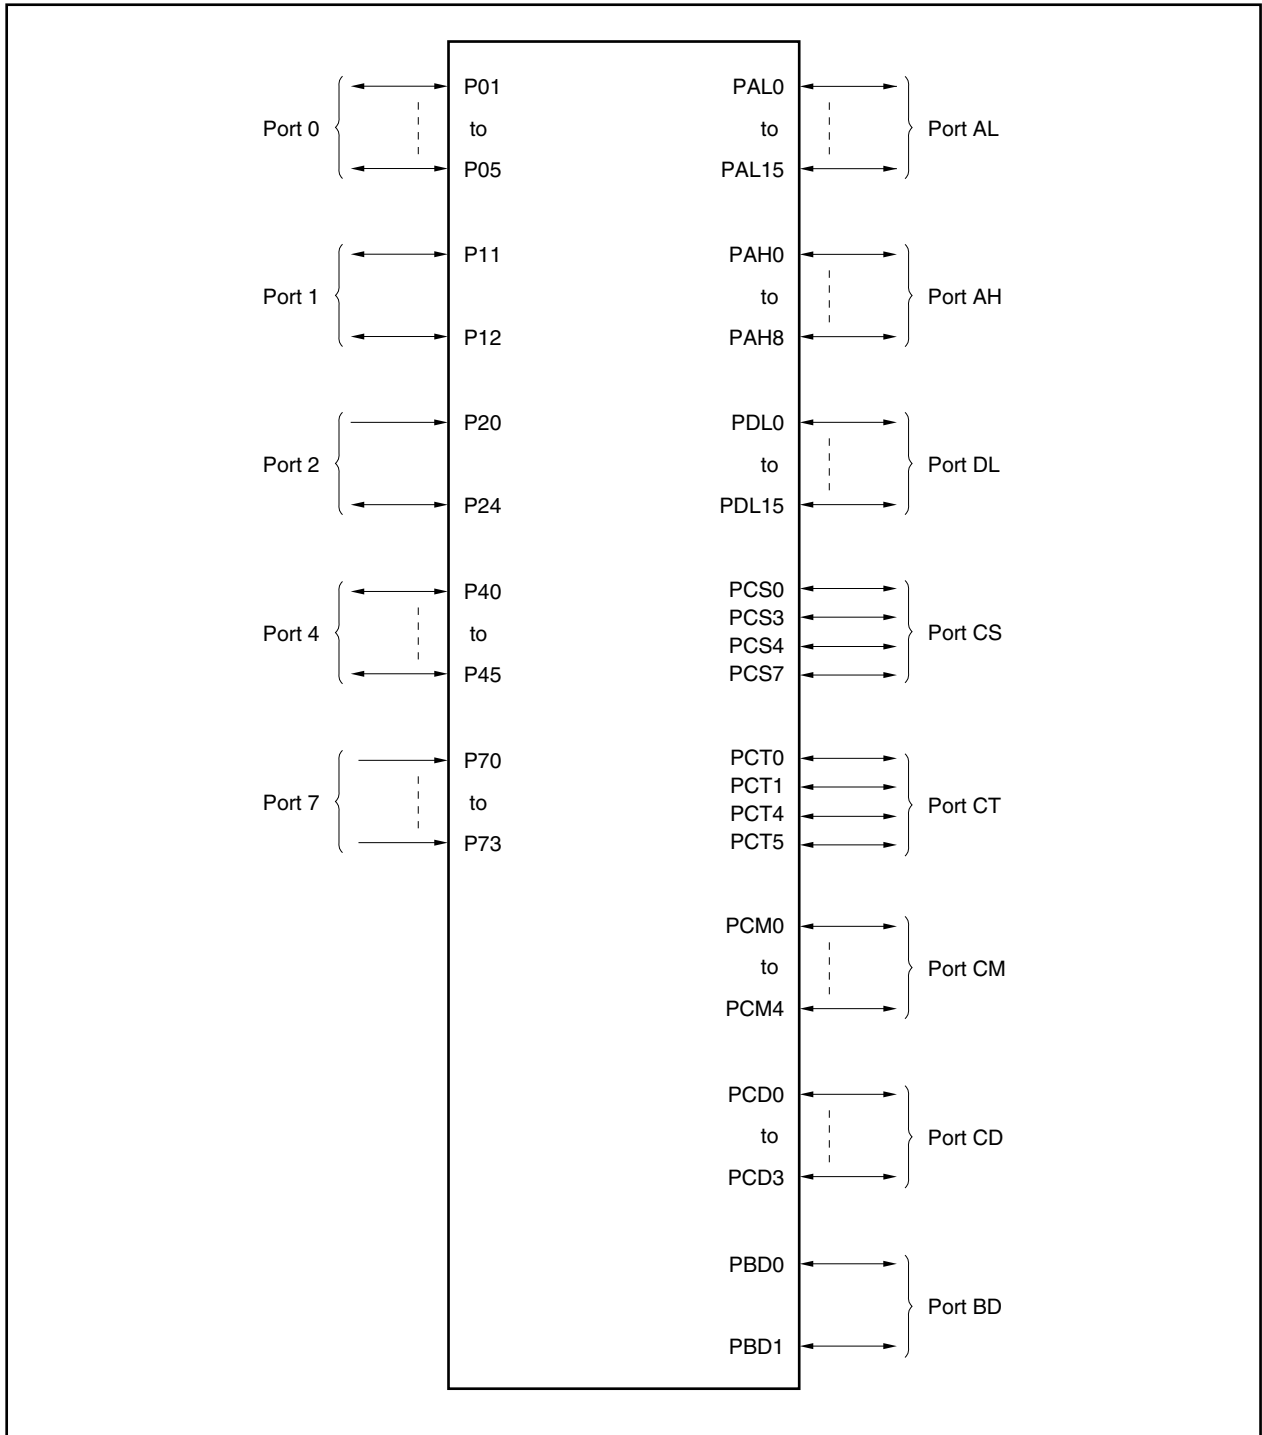 Port 0
P01
to
P05
Port 1
P11
P12
Port 2
P20
P24
Port 4
P40
to
P45
Port 7
P70
to
P73
PAL0
to
PAL15
Port AL
PAH0
to
PAH8
Port AH
PDL0
to
PDL15
Port DL
PCS0
PCS3
PCS4
PCS7
Port CS
PCT0
PCT1
PCT4
PCT5
Port CT
PCM0
to
PCM4
Port CM
PCD0
to
PCD3
Port CD
PBD0
PBD1
Port BD